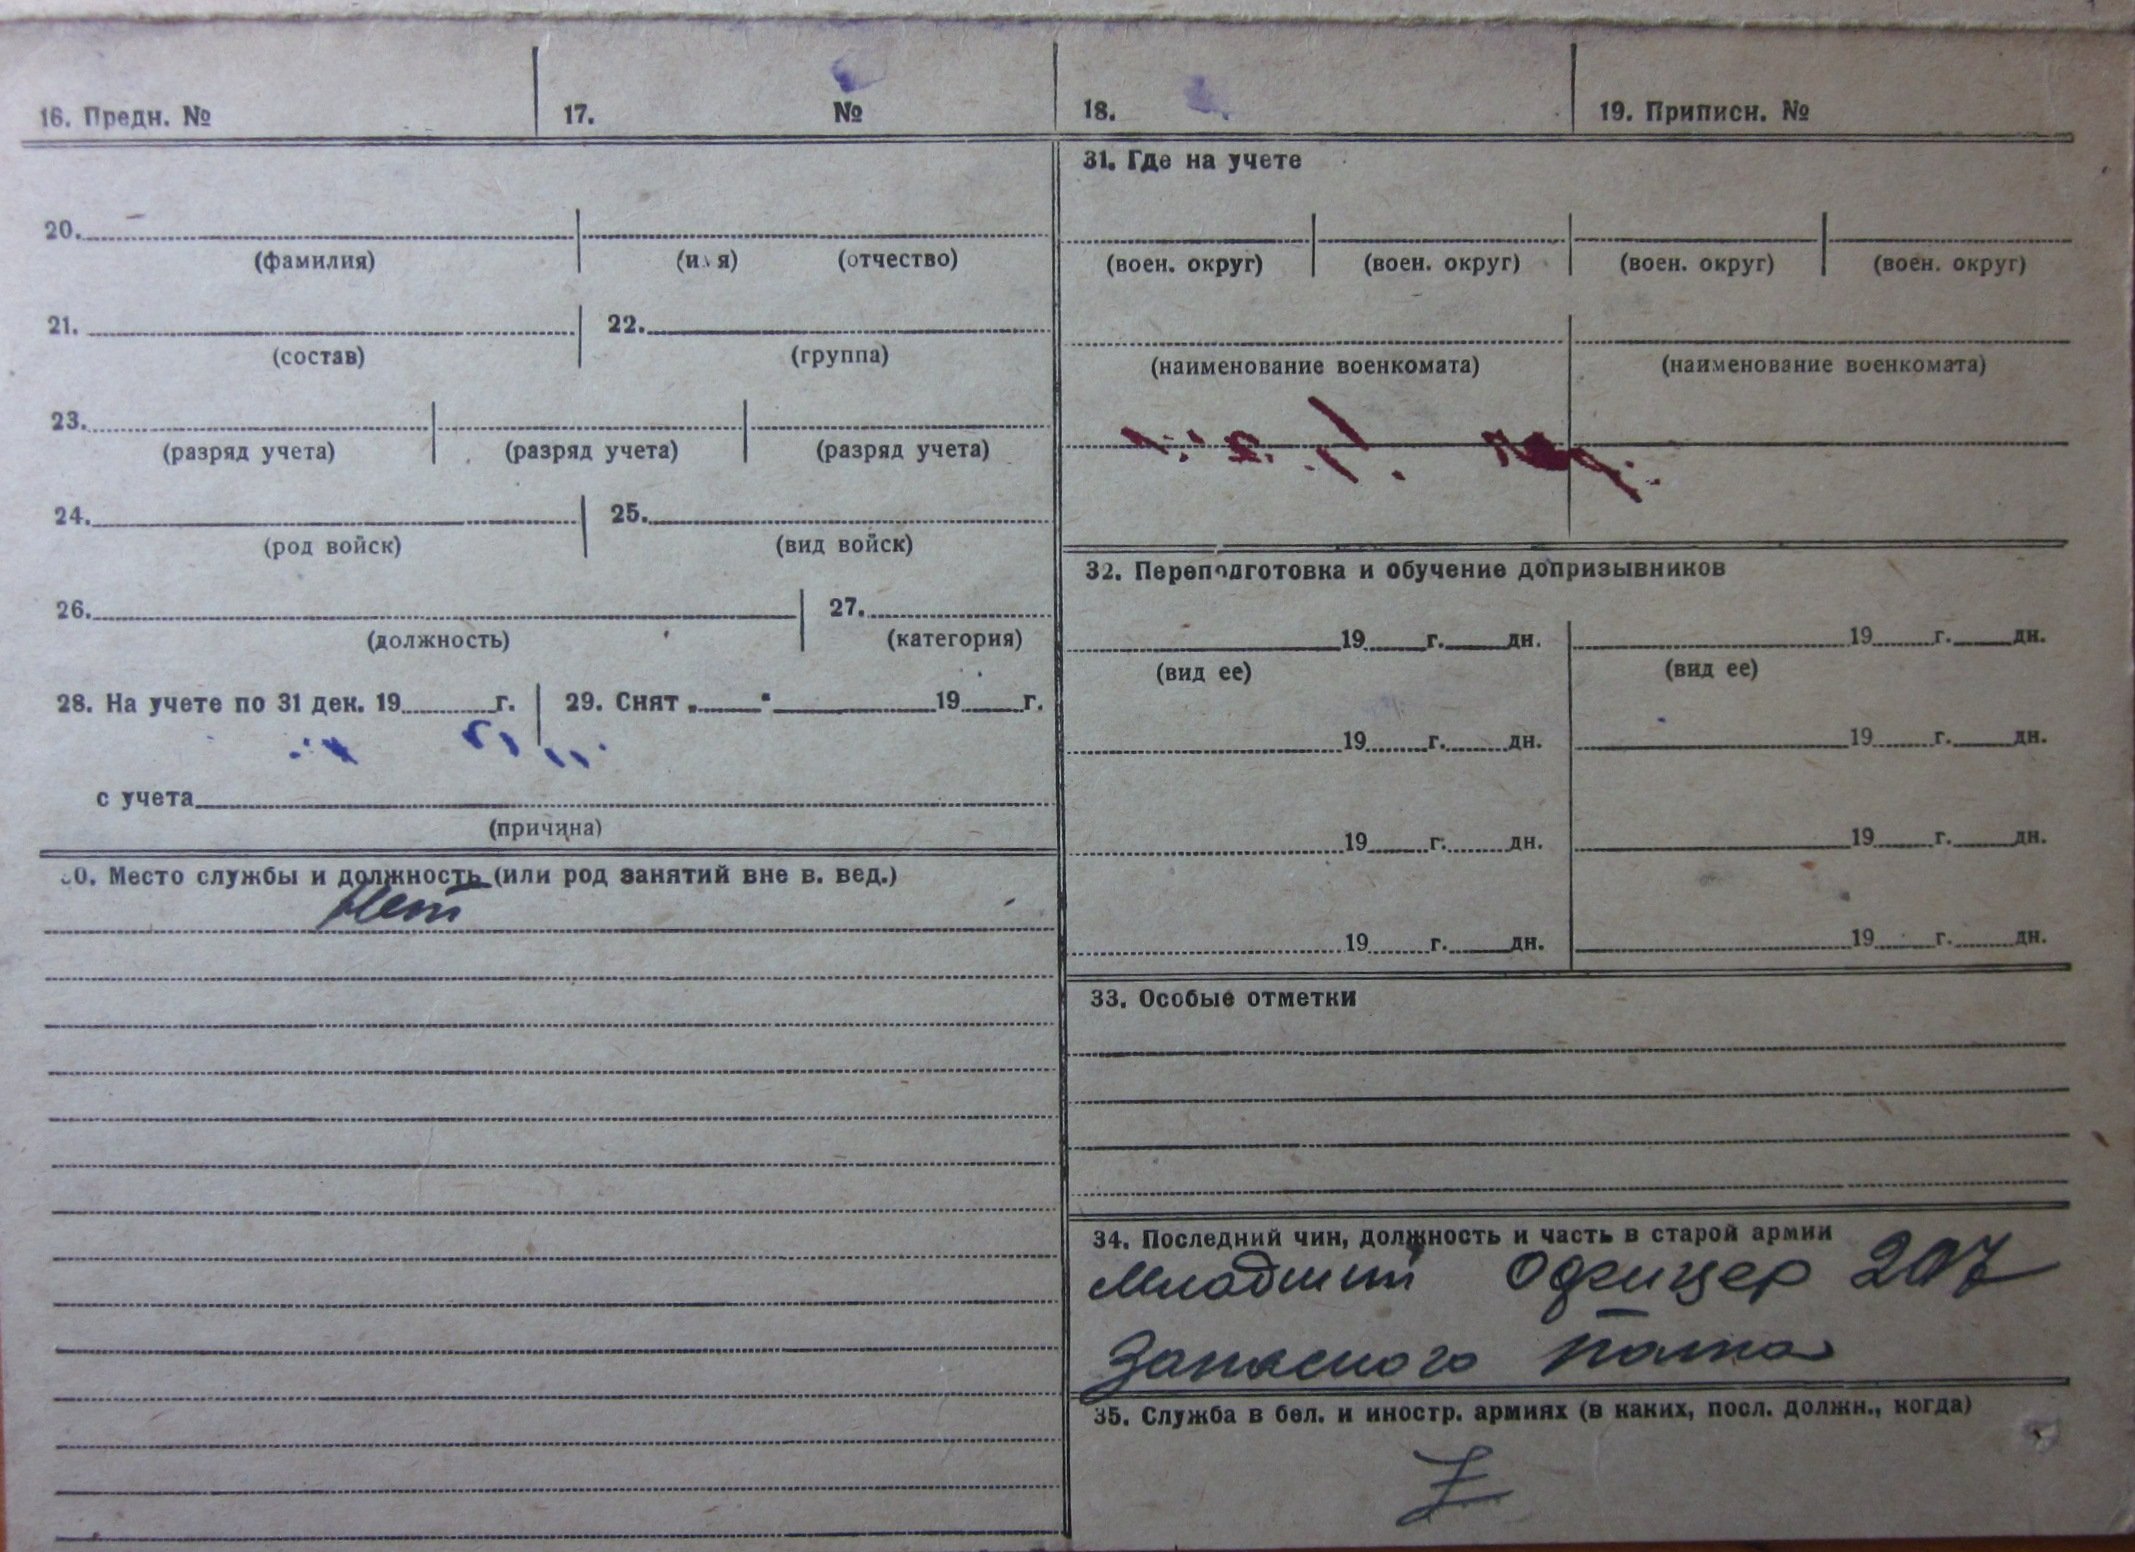 16. Предн. №
17. №
18.
19. Приписн. №
20.
(фамилия) (имя) (отчество)
21. 22.
(состав) (группа)
23.
(разряд учета) (разряд учета) (разряд учета)
24. 25.
(род войск) (вид войск)
26. 27.
(должность) (категория)
28. На учете по 31 дек. 19 г. 29. Снят „ " 19 г.
с учета
(причина)
30. Место службы и должность (или род занятий вне в. вед.)
Нет
31. Где на учете
(воен. округ) (воен. округ) (воен. округ) (воен. округ)
(наименование военкомата) (наименование военкомата)
32. Переподготовка и обучение допризывников
19 г. дн. 19 г. дн.
(вид ее) (вид ее)
19 г. дн. 19 г. дн.
19 г. дн. 19 г. дн.
19 г. дн. 19 г. дн.
33. Особые отметки
34. Последний чин, должность и часть в старой армии
Младший Офицер 207
Запасного полка
35. Служба в бел. и иностр. армиях (в каких, посл. должн., когда)